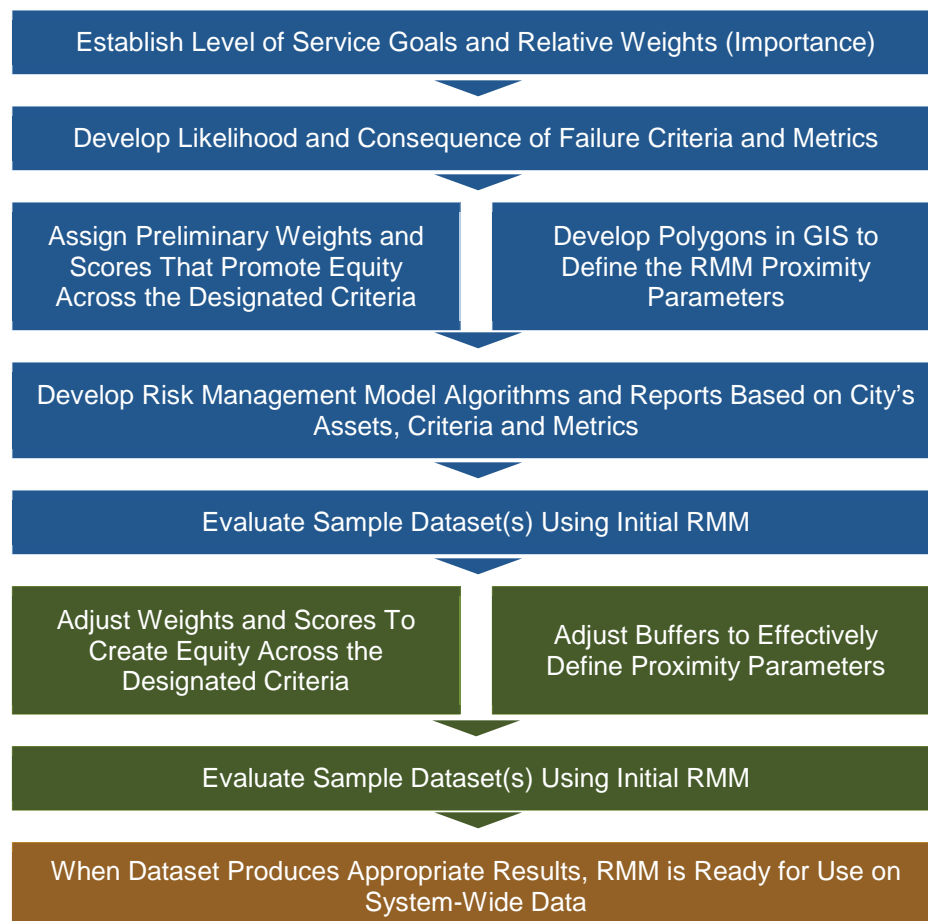 Establish Level of Service Goals and Relative Weights (Importance)
Develop Likelihood and Consequence of Failure Criteria and Metrics
Assign Preliminary Weights and
Scores That Promote Equity
Across the Designated Criteria
Develop Polygons in GIS to
Define the RMM Proximity
Parameters
Develop Risk Management Model Algorithms and Reports Based on City’s
Assets, Criteria and Metrics
Evaluate Sample Dataset(s) Using Initial RMM
Adjust Weights and Scores To
Create Equity Across the
Designated Criteria
Adjust Buffers to Effectively
Define Proximity Parameters
Evaluate Sample Dataset(s) Using Initial RMM
When Dataset Produces Appropriate Results, RMM is Ready for Use on
System-Wide Data